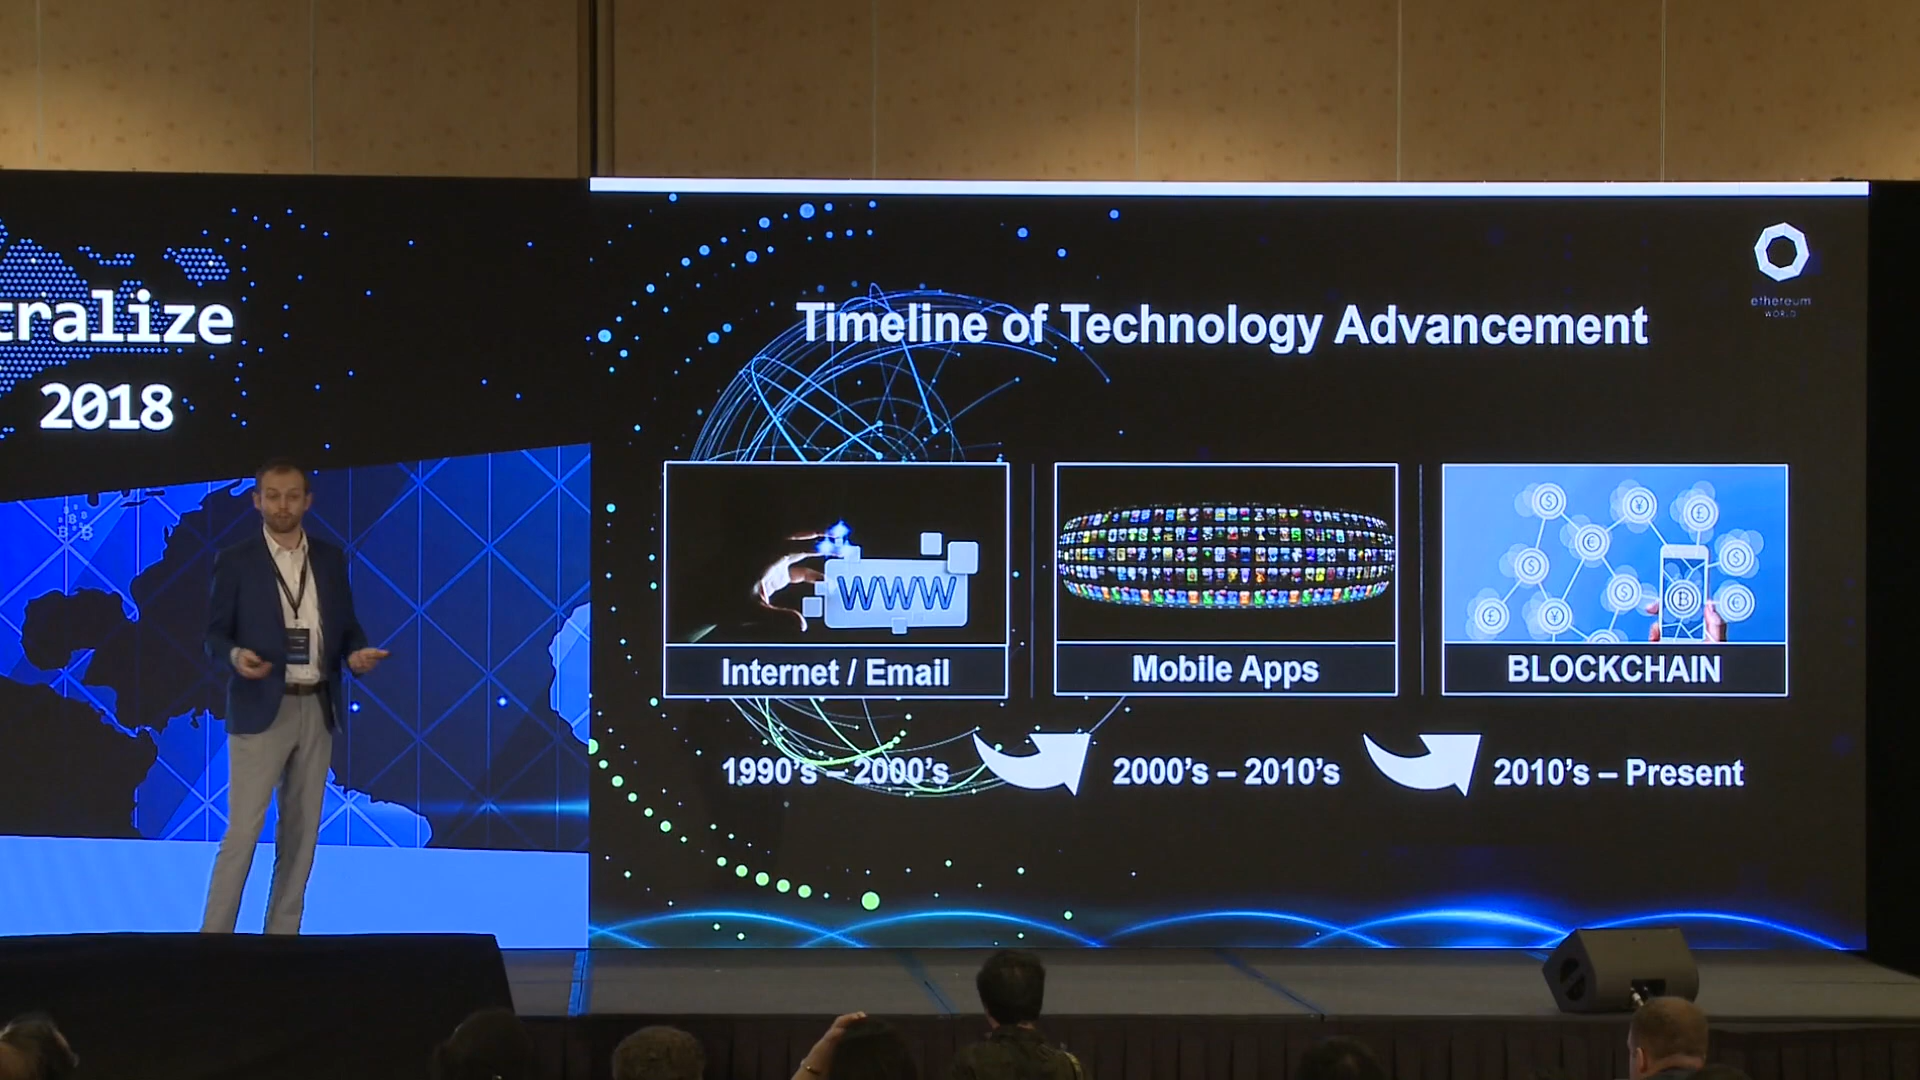 tralize
2018
ethereum
WORLD
Timeline of Technology Advancement
WWW
Internet / Email
Mobile Apps
BLOCKCHAIN
1990's – 2000's
2000's – 2010's
2010's – Present